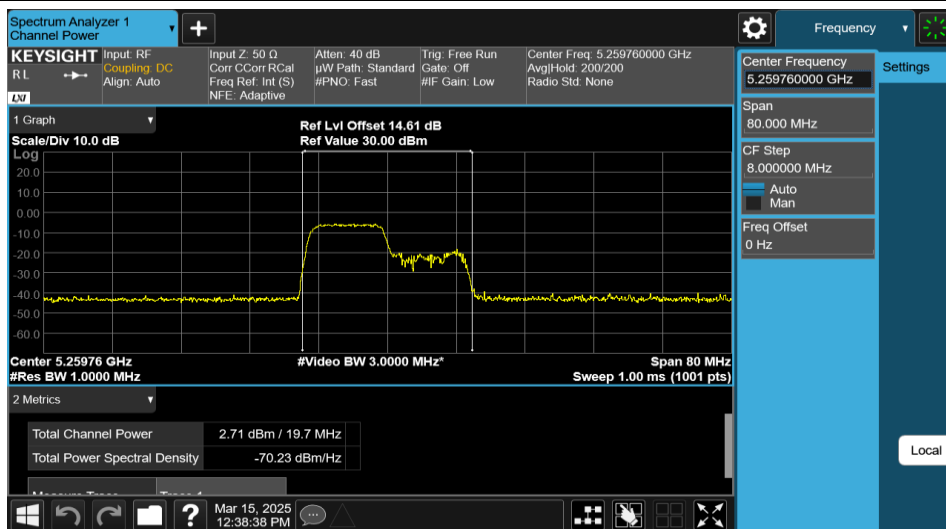 Spectrum Analyzer 1
Channel Power
+
Frequency
KEYSIGHT
RL
LXI
Input: RF
Coupling: DC
Align: Auto
Input Z: 50 Ω
Corr CCorr RCal
Freq Ref: Int (S)
NFE: Adaptive
Atten: 40 dB
µW Path: Standard
#PNO: Fast
Trig: Free Run
Gate: Off
#IF Gain: Low
Center Freq: 5.259760000 GHz
Avg|Hold: 200/200
Radio Std: None
Center Frequency
5.259760000 GHz
Settings
Span
80.000 MHz
CF Step
8.000000 MHz
Auto
Man
Freq Offset
0 Hz
Local
1 Graph
Scale/Div 10.0 dB
Ref Lvl Offset 14.61 dB
Ref Value 30.00 dBm
Log
20.0
10.0
0.00
-10.0
-20.0
-30.0
-40.0
-50.0
-60.0
Center 5.25976 GHz
#Video BW 3.0000 MHz*
Span 80 MHz
#Res BW 1.0000 MHz
Sweep 1.00 ms (1001 pts)
2 Metrics
Total Channel Power 2.71 dBm / 19.7 MHz
Total Power Spectral Density -70.23 dBm/Hz
?
Mar 15, 2025
12:38:38 PM